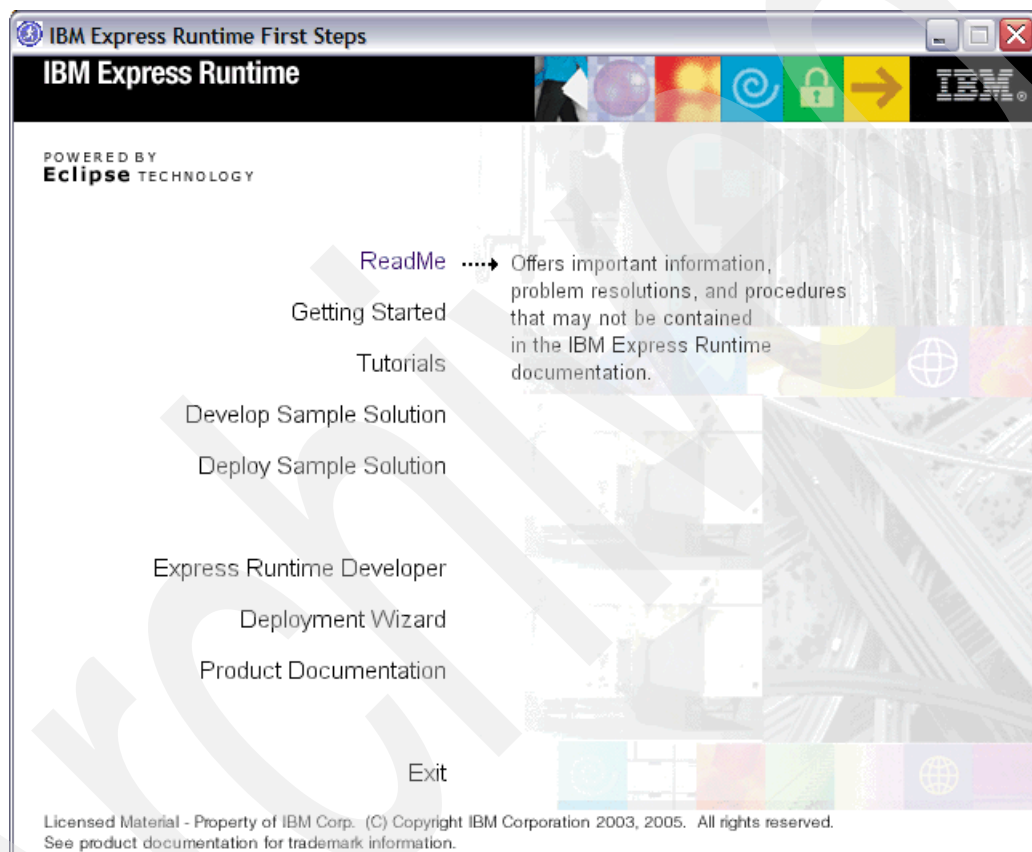 IBM Express Runtime First Steps
IBM Express Runtime
IBM®
POWERED BY
Eclipse TECHNOLOGY
ReadMe
Offers important information,
problem resolutions, and procedures
that may not be contained
in the IBM Express Runtime
documentation.
Getting Started
Tutorials
Develop Sample Solution
Deploy Sample Solution
Express Runtime Developer
Deployment Wizard
Product Documentation
Exit
Licensed Material - Property of IBM Corp. (C) Copyright IBM Corporation 2003, 2005. All rights reserved.
See product documentation for trademark information.